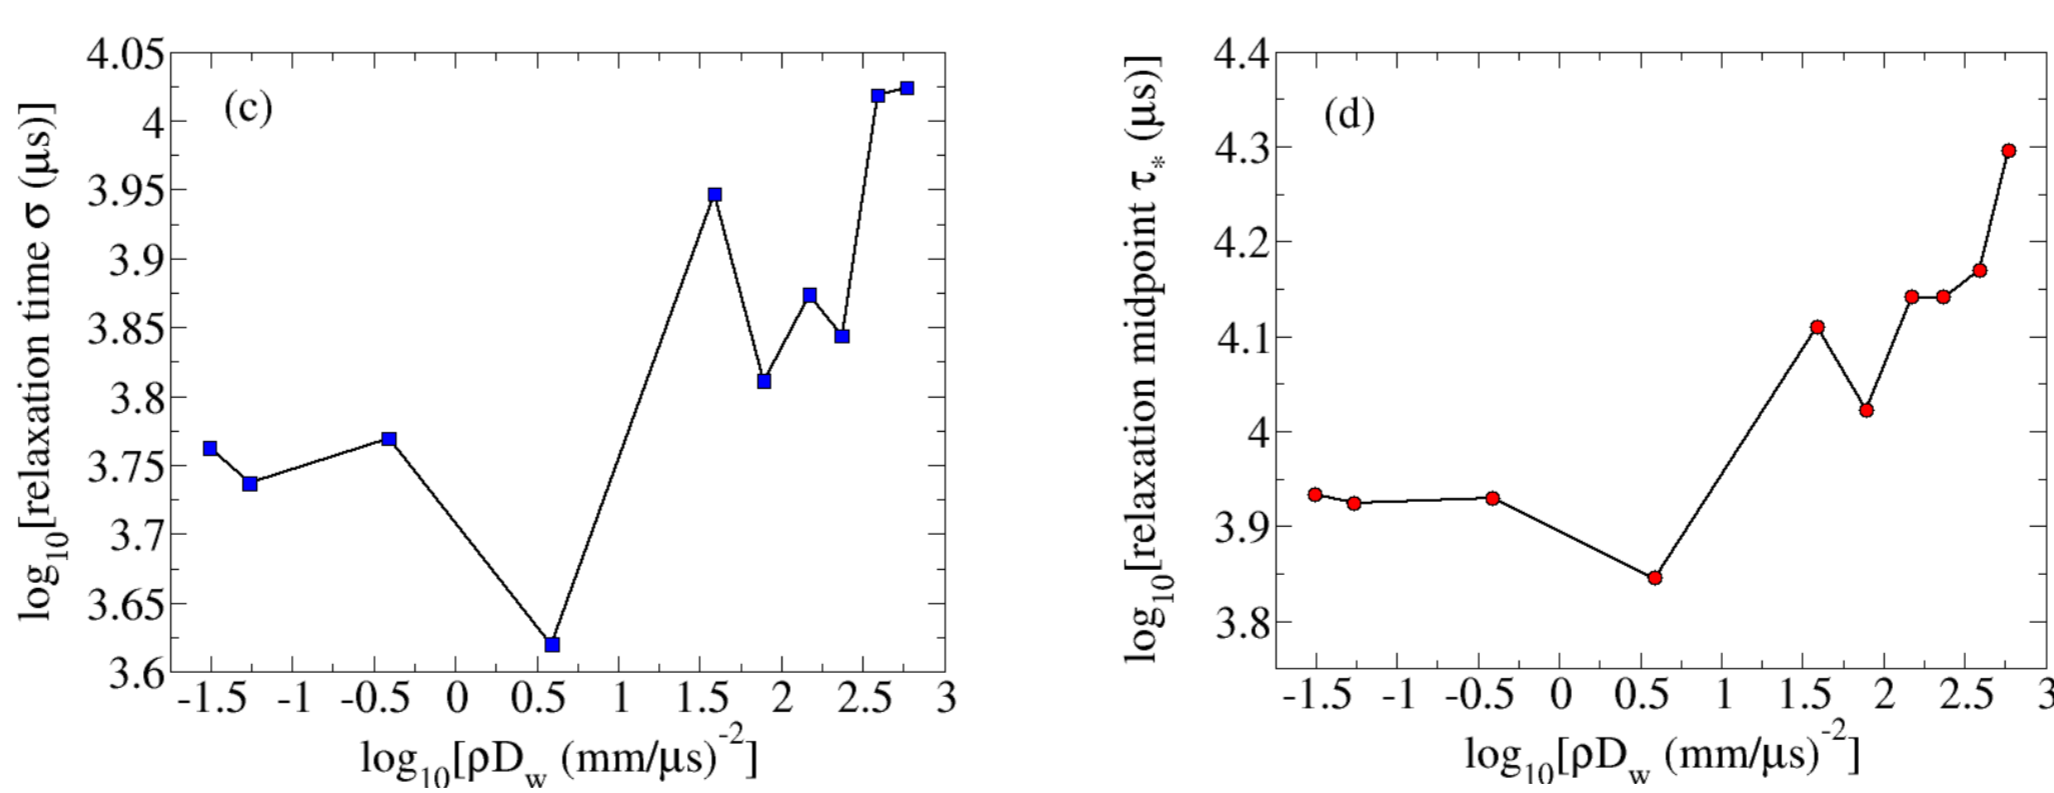 (c)
log10[relaxation time σ (μs)]
4.05
4
3.95
3.9
3.85
3.8
3.75
3.7
3.65
3.6
-1.5 -1 -0.5 0 0.5 1 1.5 2 2.5 3
log10[ρDw (mm/μs)-2]
(d)
log10[relaxation midpoint τ* (μs)]
4.4
4.3
4.2
4.1
4
3.9
3.8
-1.5 -1 -0.5 0 0.5 1 1.5 2 2.5 3
log10[ρDw (mm/μs)-2]